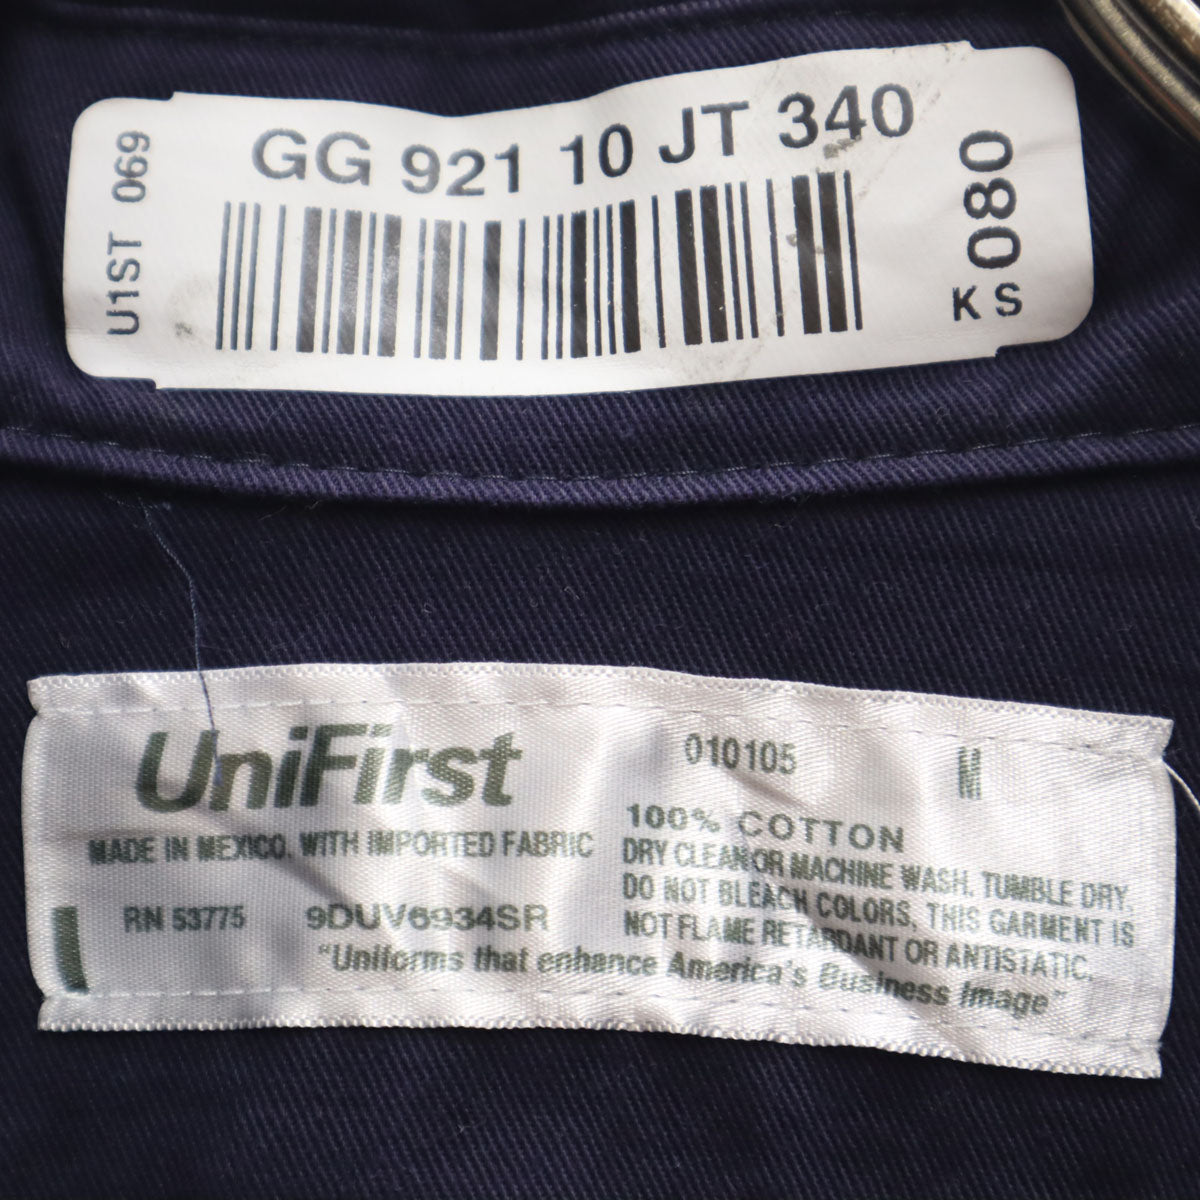 U1ST 069
GG 921 10 JT 340
080
KS
UniFirst
010105
M
MADE IN MEXICO. WITH IMPORTED FABRIC
RN 53775 9DUV6934SR
100% COTTON
DRY CLEAN OR MACHINE WASH. TUMBLE DRY.
DO NOT BLEACH COLORS. THIS GARMENT IS
NOT FLAME RETARDANT OR ANTISTATIC.
"Uniforms that enhance America's Business Image"